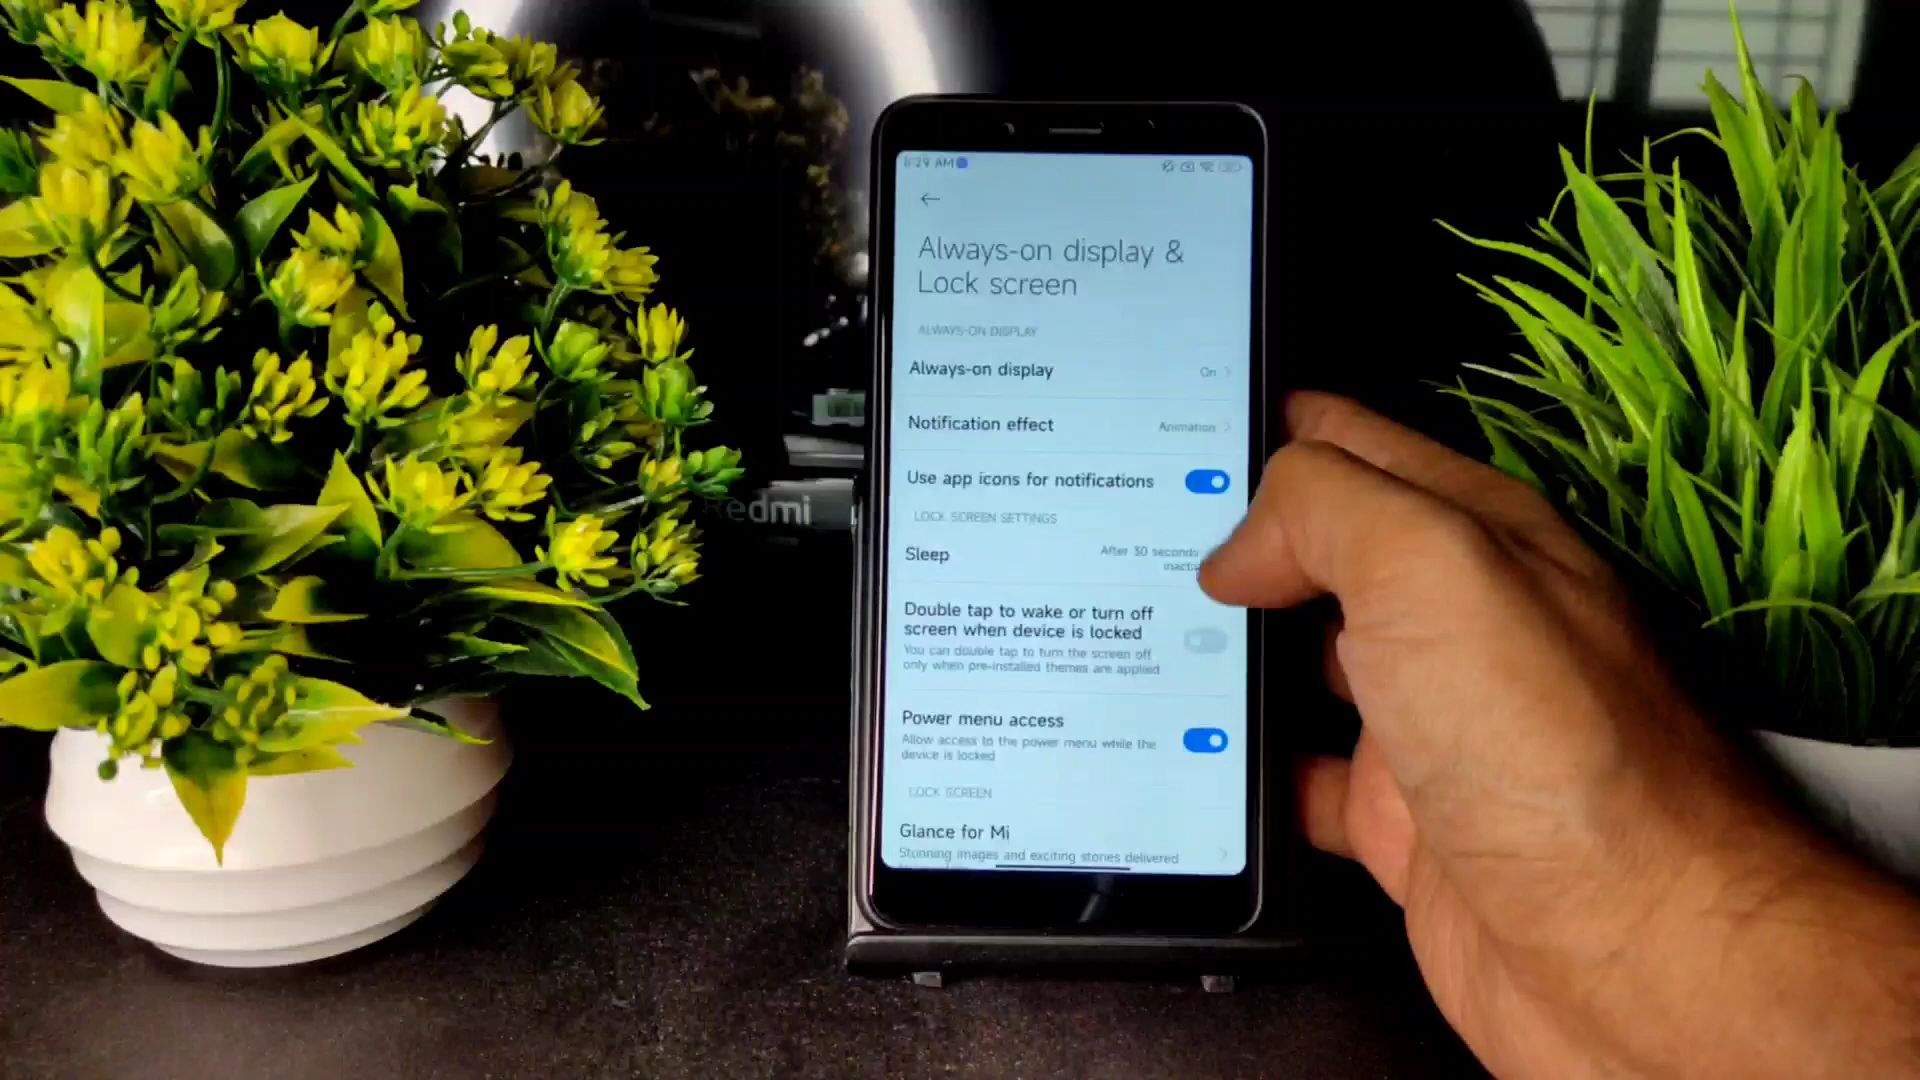 8:29 AM
Always-on display &
Lock screen
ALWAYS-ON DISPLAY
Always-on display
On
Notification effect
Animation
Use app icons for notifications
LOCK SCREEN SETTINGS
Sleep
After 30 seconds
Double tap to wake or turn off
screen when device is locked
You can double tap to turn the screen off
only when pre-installed themes are applied
Power menu access
Allow access to the power menu while the
device is locked
LOCK SCREEN
Glance for Mi
Stunning images and exciting stories delivered
Redmi